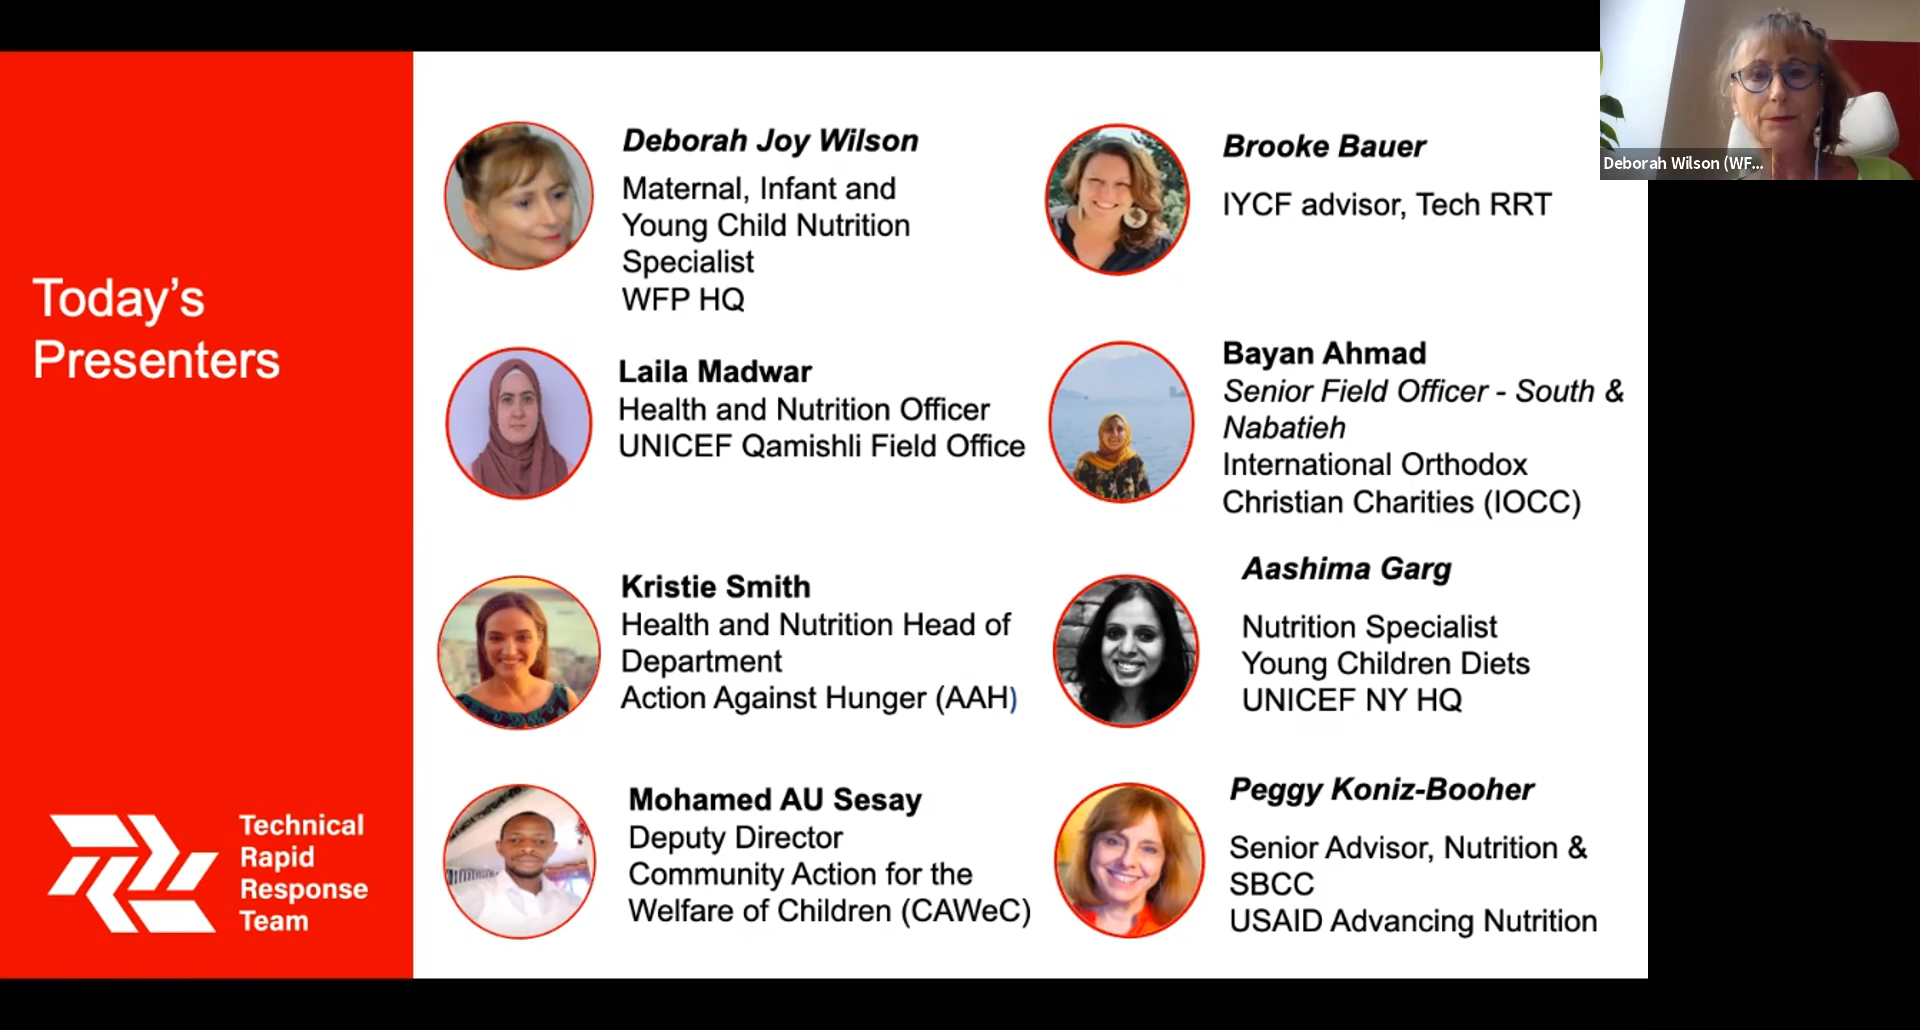 Today’s
Presenters
Deborah Joy Wilson
Maternal, Infant and
Young Child Nutrition
Specialist
WFP HQ
Brooke Bauer
IYCF advisor, Tech RRT
Laila Madwar
Health and Nutrition Officer
UNICEF Qamishli Field Office
Bayan Ahmad
Senior Field Officer - South &
Nabatieh
International Orthodox
Christian Charities (IOCC)
Kristie Smith
Health and Nutrition Head of
Department
Action Against Hunger (AAH)
Aashima Garg
Nutrition Specialist
Young Children Diets
UNICEF NY HQ
Mohamed AU Sesay
Deputy Director
Community Action for the
Welfare of Children (CAWeC)
Peggy Koniz-Booher
Senior Advisor, Nutrition &
SBCC
USAID Advancing Nutrition
Technical
Rapid
Response
Team
Deborah Wilson (WF...